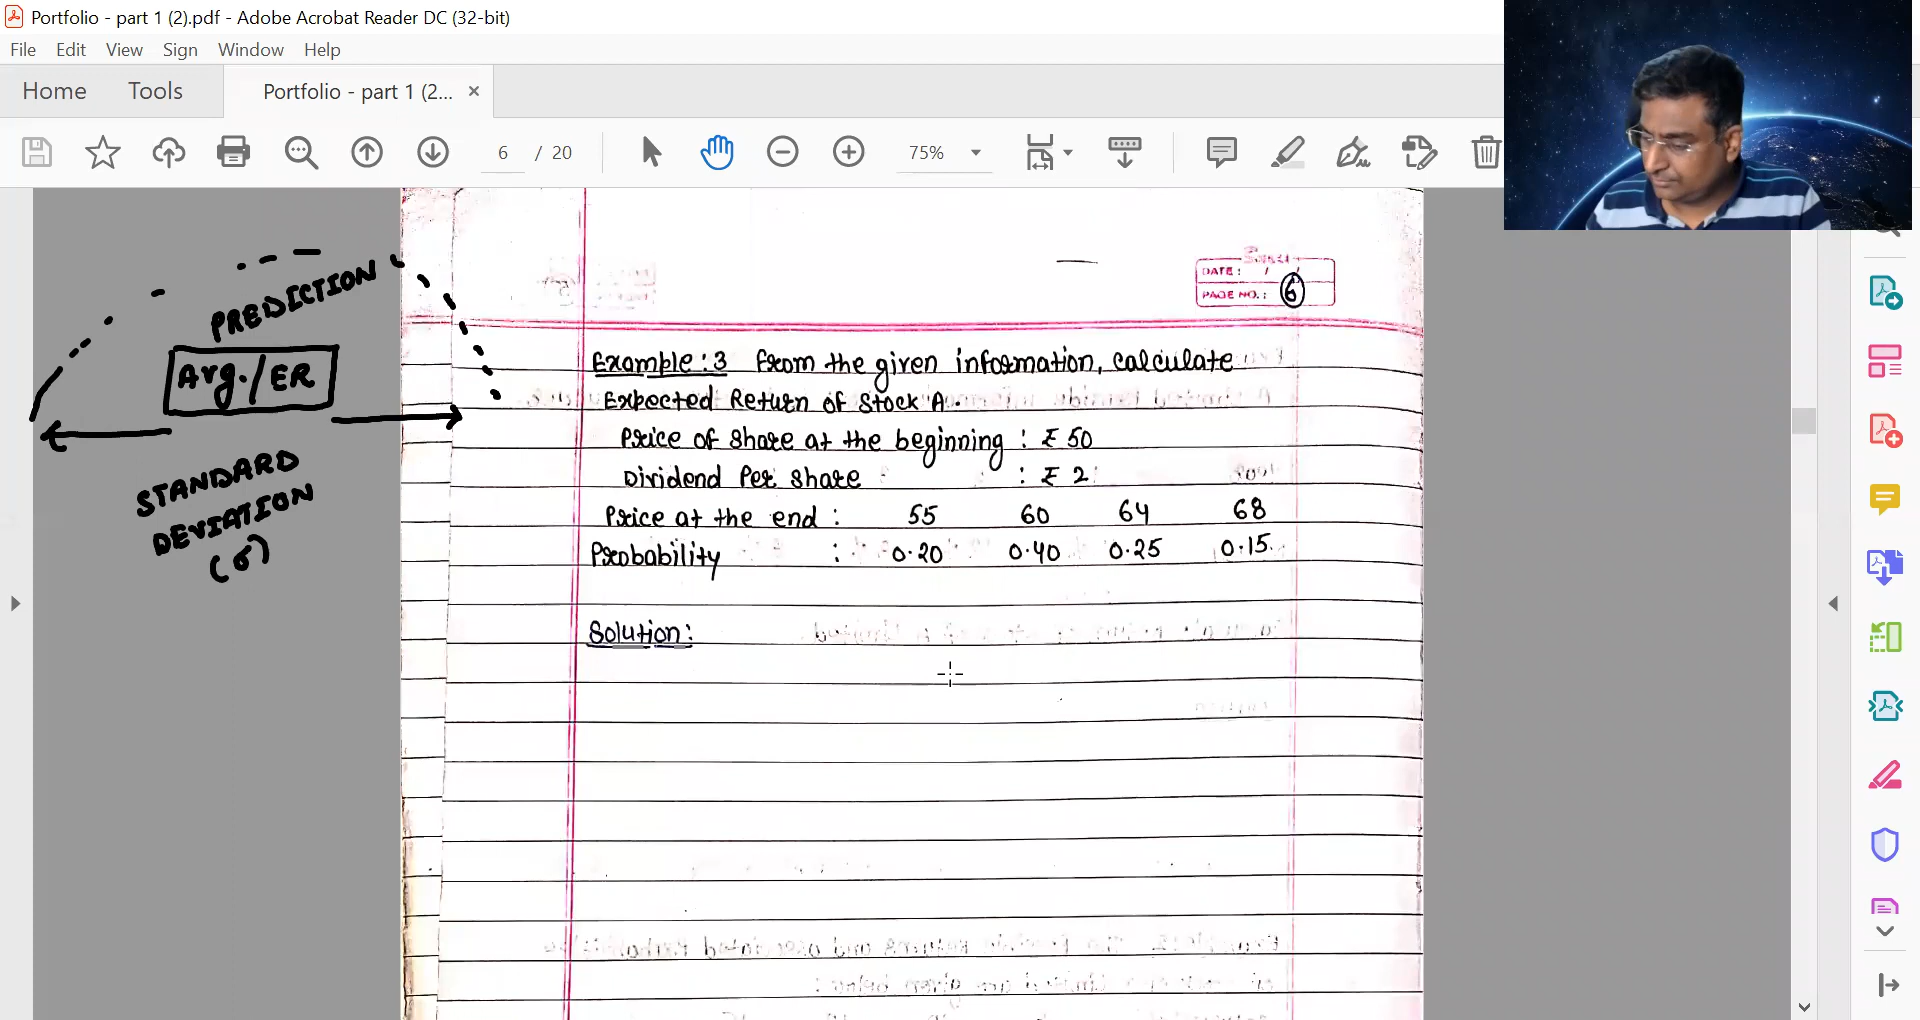 Portfolio - part 1 (2).pdf - Adobe Acrobat Reader DC (32-bit)
File Edit View Sign Window Help
Home Tools Portfolio - part 1 (2... ×
6 / 20 75%
PREDICTION
Avg./ER
STANDARD
DEVIATION
(σ)
DATE: / /
PAGE NO.: 6
Example:3 From the given information, calculate
Expected Return of Stock A.
Price of share at the beginning : ₹ 50
Dividend Per share : ₹ 2
Price at the end : 55 60 64 68
Probability : 0.20 0.40 0.25 0.15
Solution: